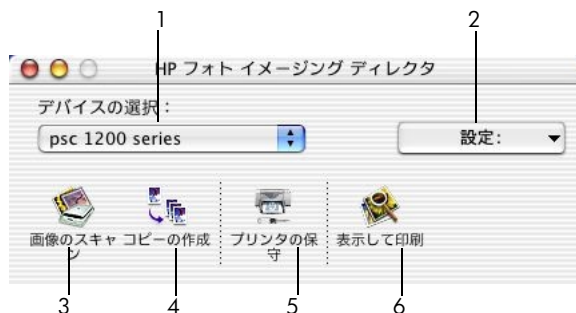 1 2
HP フォト イメージング ディレクタ
デバイスの選択：
psc 1200 series 設定:
画像のスキャン コピーの作成 プリンタの保守 表示して印刷
3 4 5 6